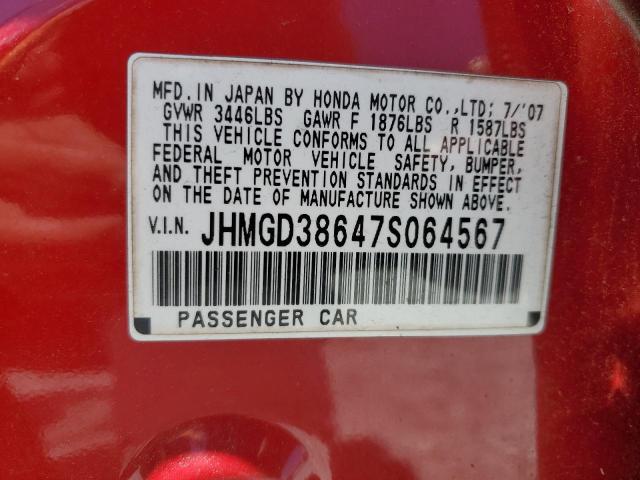 MFD.IN JAPAN BY HONDA MOTOR CO.,LTD; 7/'07
GVWR 3446LBS GAWR F 1876LBS R 1587LBS
THIS VEHICLE CONFORMS TO ALL APPLICABLE
FEDERAL MOTOR VEHICLE SAFETY, BUMPER,
AND THEFT PREVENTION STANDARDS IN EFFECT
ON THE DATE OF MANUFACTURE SHOWN ABOVE.
V.I.N. JHMGD38647S064567
PASSENGER CAR